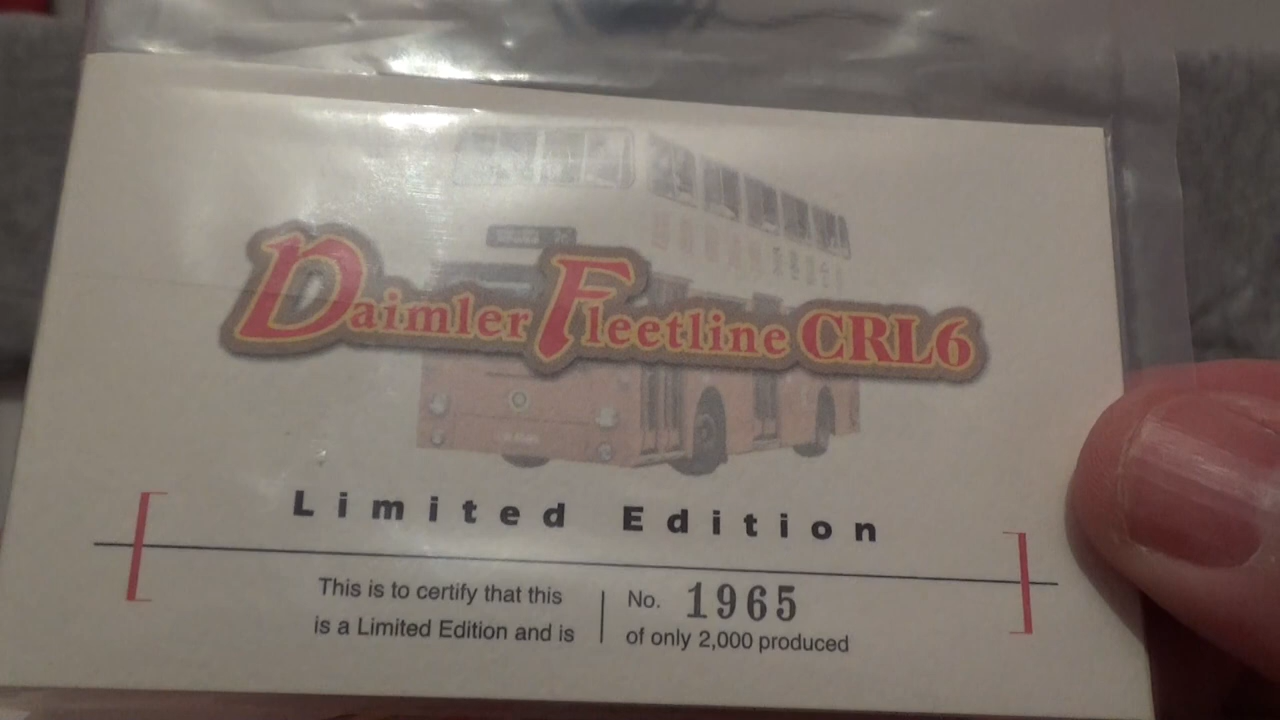 Daimler Fleetline CRL6
Limited Edition
This is to certify that this
is a Limited Edition and is
No. 1965
of only 2,000 produced